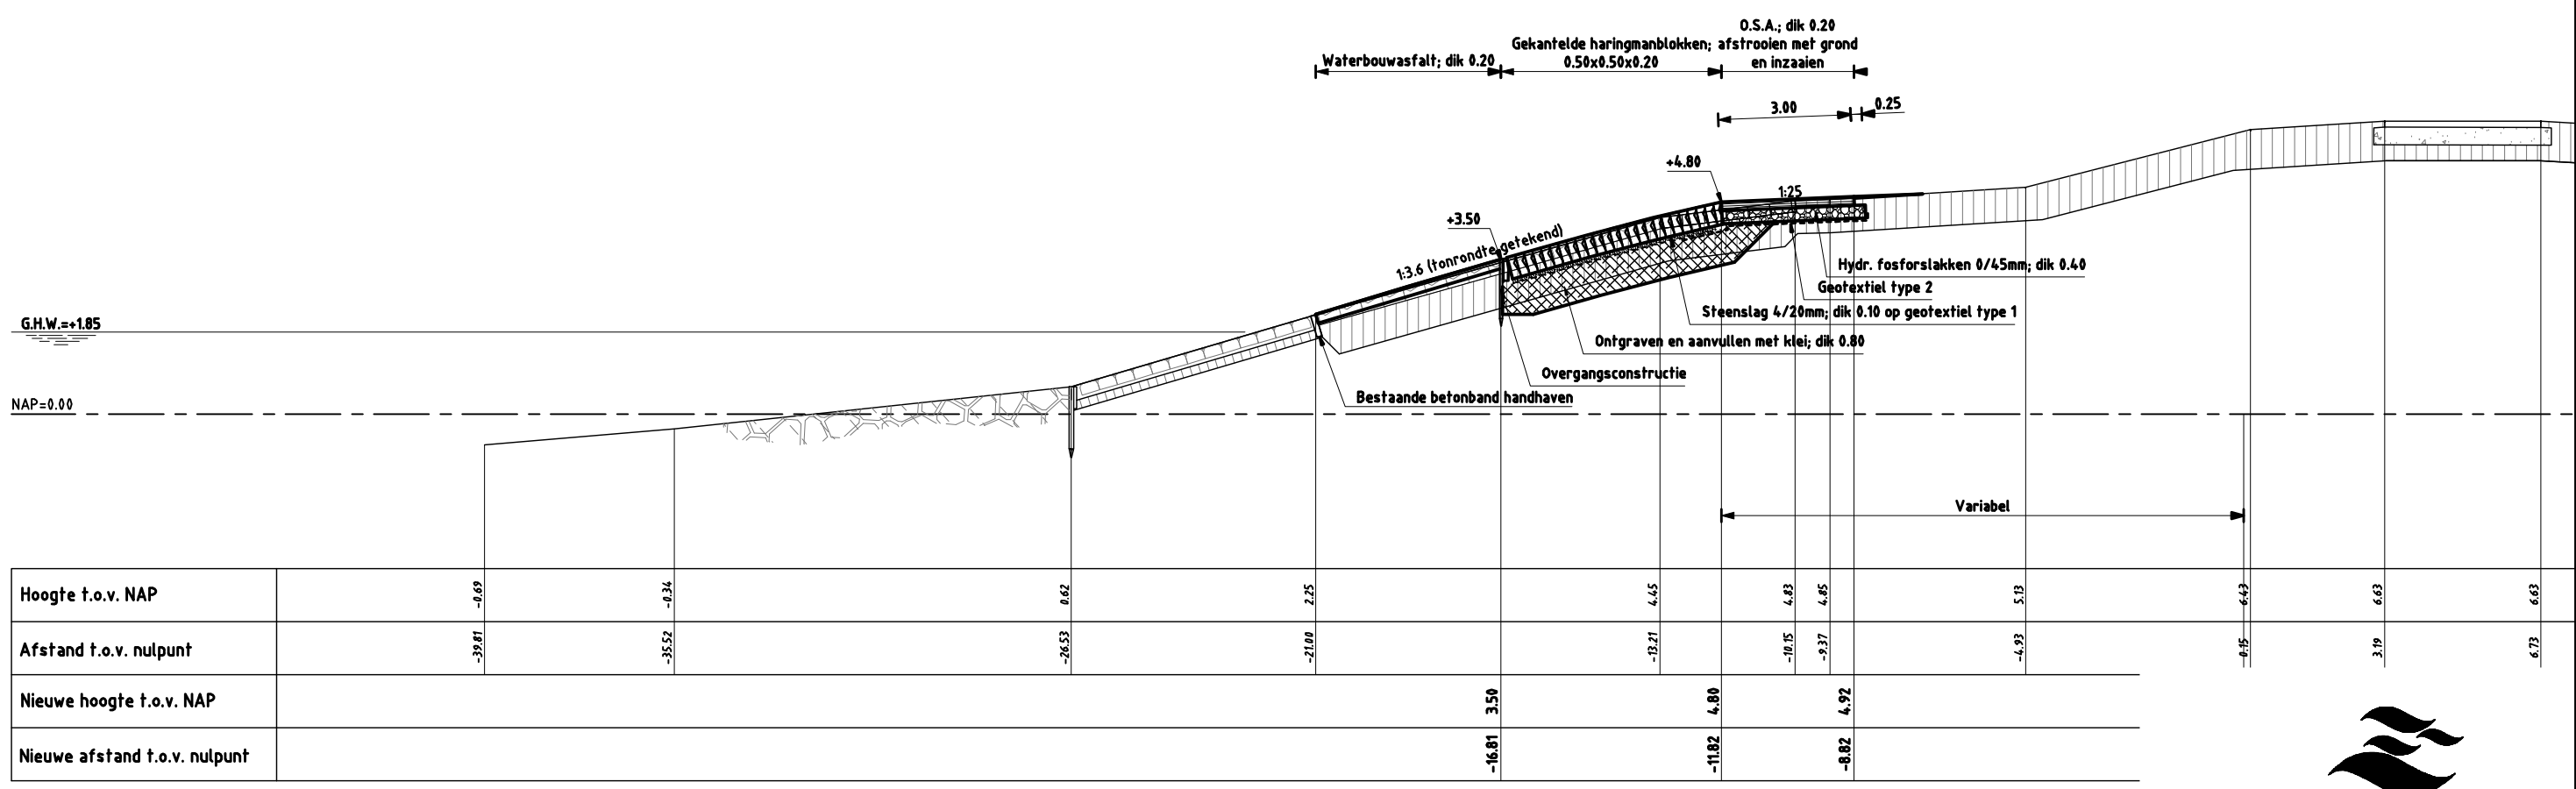 O.S.A.; dik 0.20
Gekantelde haringmanblokken; afstrooien met grond
Waterbouwasfalt; dik 0.20
0.50x0.50x0.20
en inzaaien
3.00
0.25
+4.80
1:25
+3.50
1:3.6 (tonrondte getekend)
Hydr. fosforslakken 0/45mm; dik 0.40
Geotextiel type 2
Steenslag 4/20mm; dik 0.10 op geotextiel type 1
G.H.W.=+1.85
Ontgraven en aanvullen met klei; dik 0.80
Overgangsconstructie
Bestaande betonband handhaven
NAP=0.00
Variabel
Hoogte t.o.v. NAP -0.69 -0.34 0.62 2.25 4.45 4.83 4.85 5.13 6.43 6.63 6.63
Afstand t.o.v. nulpunt -39.81 -35.52 -26.53 -21.00 -13.21 -10.15 -9.37 -4.93 0.15 3.19 6.73
Nieuwe hoogte t.o.v. NAP 3.50 4.80 4.92
Nieuwe afstand t.o.v. nulpunt -16.81 -11.82 -8.82